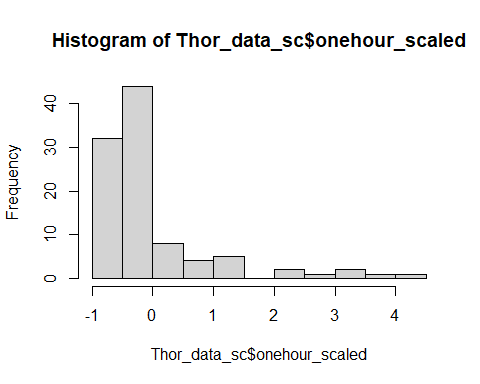 Histogram of Thor_data_sc$onehour_scaled
Frequency
40
30
20
10
0
-1 0 1 2 3 4
Thor_data_sc$onehour_scaled